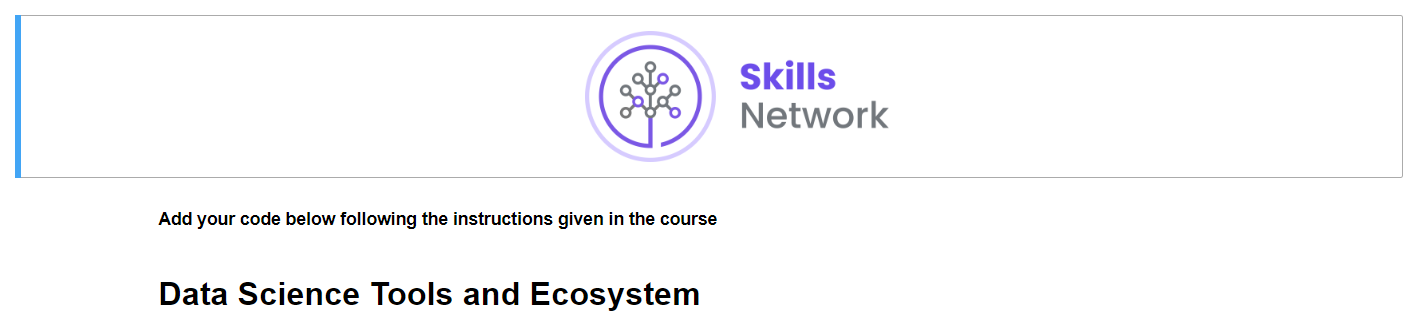 Skills
Network
Add your code below following the instructions given in the course
Data Science Tools and Ecosystem